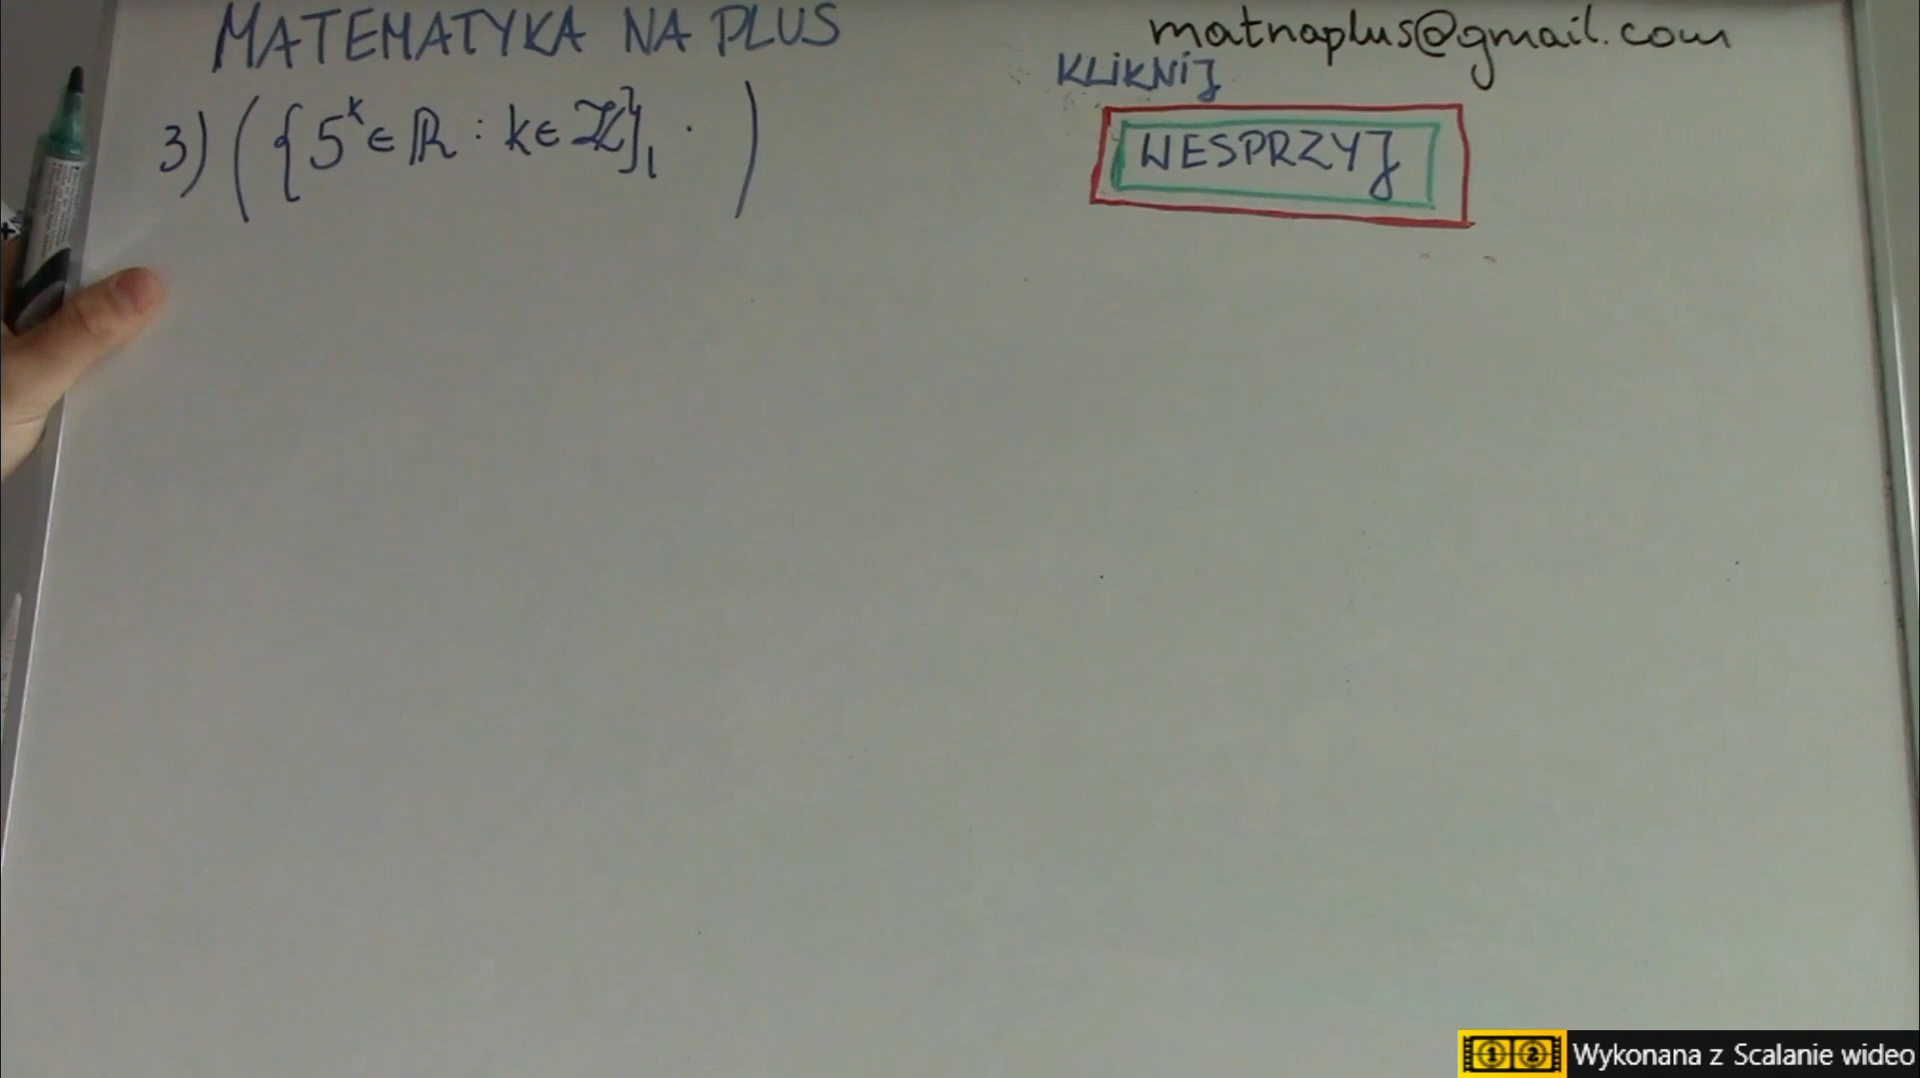 MATEMATYKA NA PLUS
matnaplus@gmail.com
KLIKNIJ
WESPRZYJ
3) ({5^k ∈ ℝ : k ∈ ℤ}, · )
Wykonana z Scalanie wideo